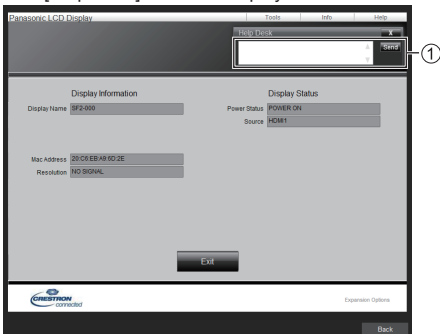 Panasonic LCD Display
Tools Info Help
Help Desk X
Send
1
Display Information Display Status
Display Name SF2-000 Power Status POWER ON
Source HDMI1
Mac Address 20:C6:EB:A9:6D:2E
Resolution NO SIGNAL
Exit
CRESTRON
connected
Expansion Options
Back